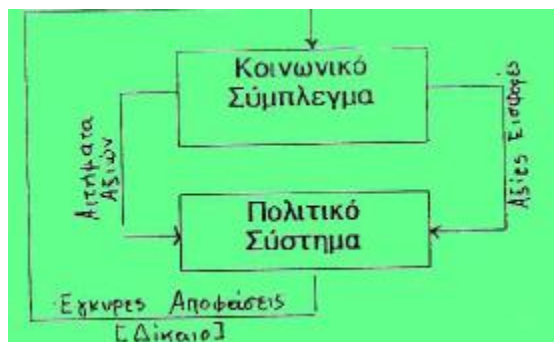 Κοινωνικό
Σύμπλεγμα
Αιτήματα
Αξιών
Αξίες Εισφορές
Πολιτικό
Σύστημα
Εγκυρες Αποφάσεις
[Δίκαιο]